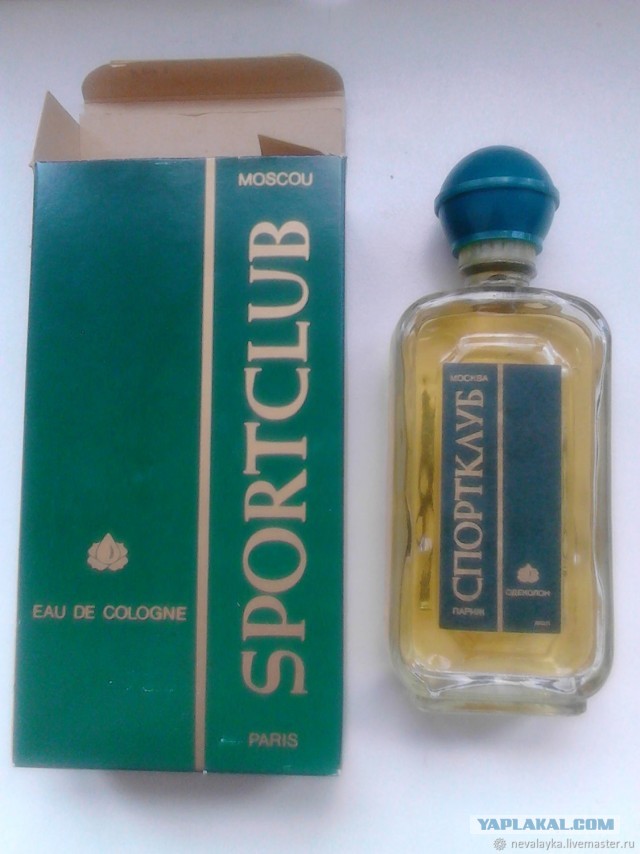 MOSCOU
SPORTCLUB
PARIS
EAU DE COLOGNE
МОСКВА
СПОРТКЛУБ
ПАРИЖ
ОДЕКОЛОН
YAPLAKAL.COM
nevalayka.livemaster.ru